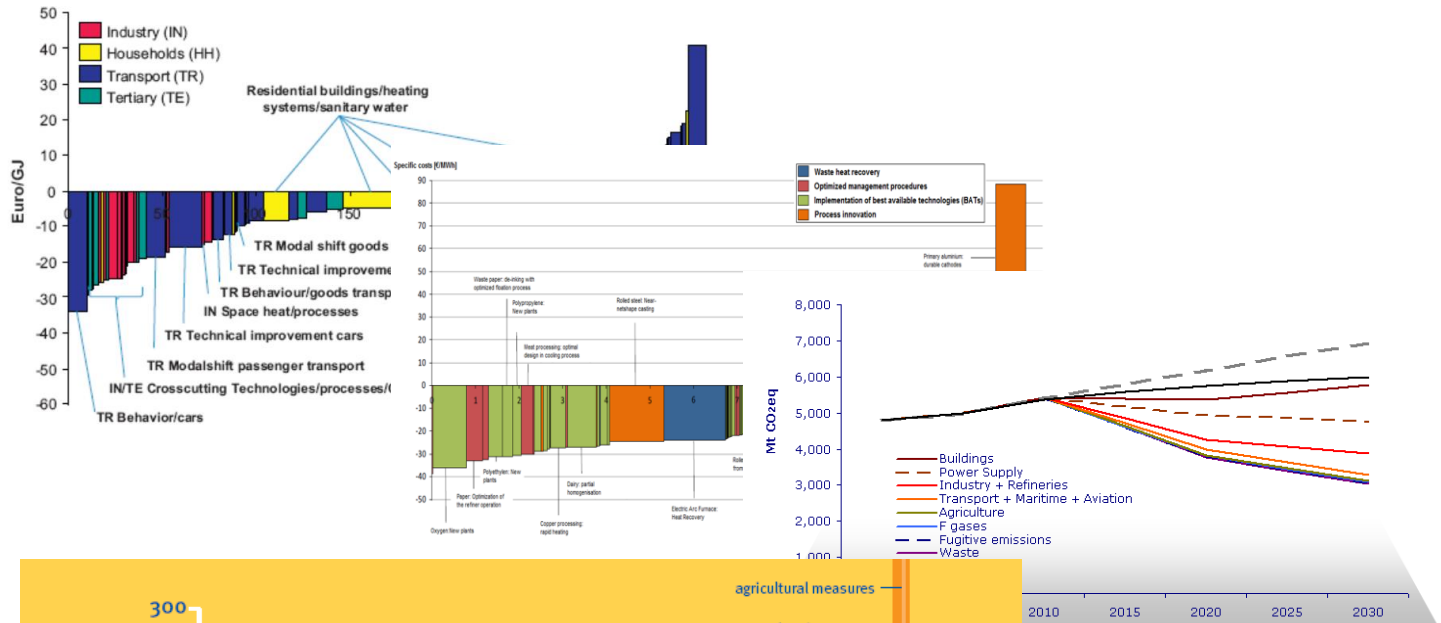 50
40
30
20
10
0
-10
-20
-30
-40
-50
-60
Euro/GJ
Industry (IN)
Households (HH)
Transport (TR)
Tertiary (TE)
Residential buildings/heating
systems/sanitary water
0
50
100
150
TR Modal shift goods
TR Technical improveme
TR Behaviour/goods transp
IN Space heat/processes
TR Technical improvement cars
TR Modalshift passenger transport
IN/TE Crosscutting Technologies/processes/
TR Behavior/cars
Specific costs [€/MWh]
90
80
70
60
50
40
30
20
10
0
-10
-20
-30
-40
-50
0
1
2
3
4
5
6
7
Waste heat recovery
Optimized management procedures
Implementation of best available technologies (BATs)
Process innovation
Primary aluminium:
durable cathodes
Waste paper: de-inking with
optimized flotation process
Polypropylene:
New plants
Meat processing: optimal
design in cooling process
Rolled steel: Near-
netshape casting
Polyethylen: New
plants
Paper: Optimization of
the refiner operation
Oxygen:New plants
Dairy: partial
homogenisation
Copper processing:
rapid heating
Electric Arc Furnace:
Heat Recovery
Rolle
from
8,000
7,000
6,000
5,000
4,000
3,000
2,000
1,000
Mt CO2eq
Buildings
Power Supply
Industry + Refineries
Transport + Maritime + Aviation
Agriculture
F gases
Fugitive emissions
Waste
2010
2015
2020
2025
2030
agricultural measures
300